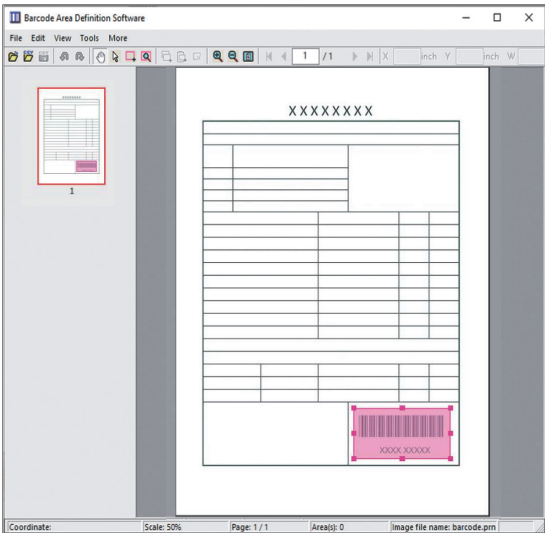 Barcode Area Definition Software
File Edit View Tools More
1 / 1 X inch Y inch W
XXXXXXXX
1
XXXX XXXXX
Coordinate: Scale: 50% Page: 1 / 1 Area(s): 0 Image file name: barcode.prn